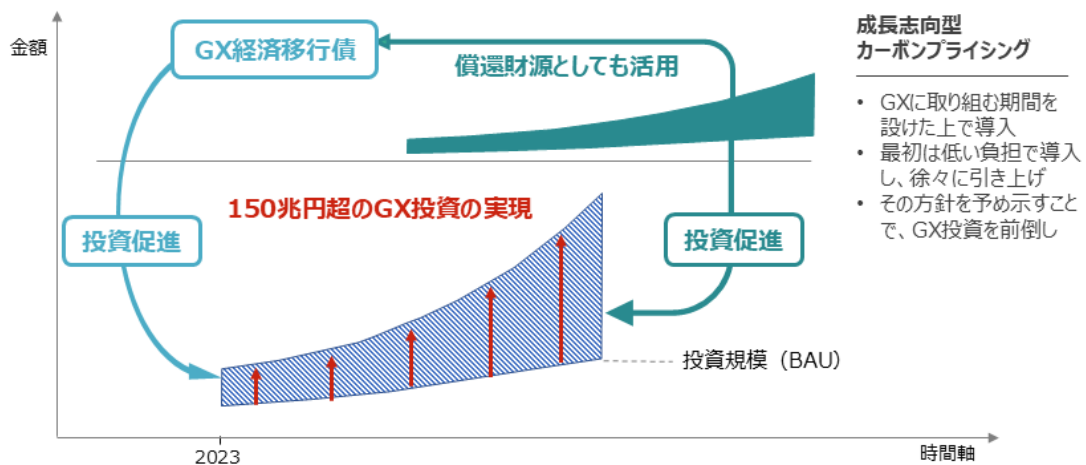 金額
GX経済移行債
償還財源としても活用
150兆円超のGX投資の実現
投資促進
投資促進
投資規模（BAU）
2023
時間軸
成長志向型
カーボンプライシング
• GXに取り組む期間を
設けた上で導入
• 最初は低い負担で導入
し、徐々に引き上げ
• その方針を予め示すこと
で、GX投資を前倒し